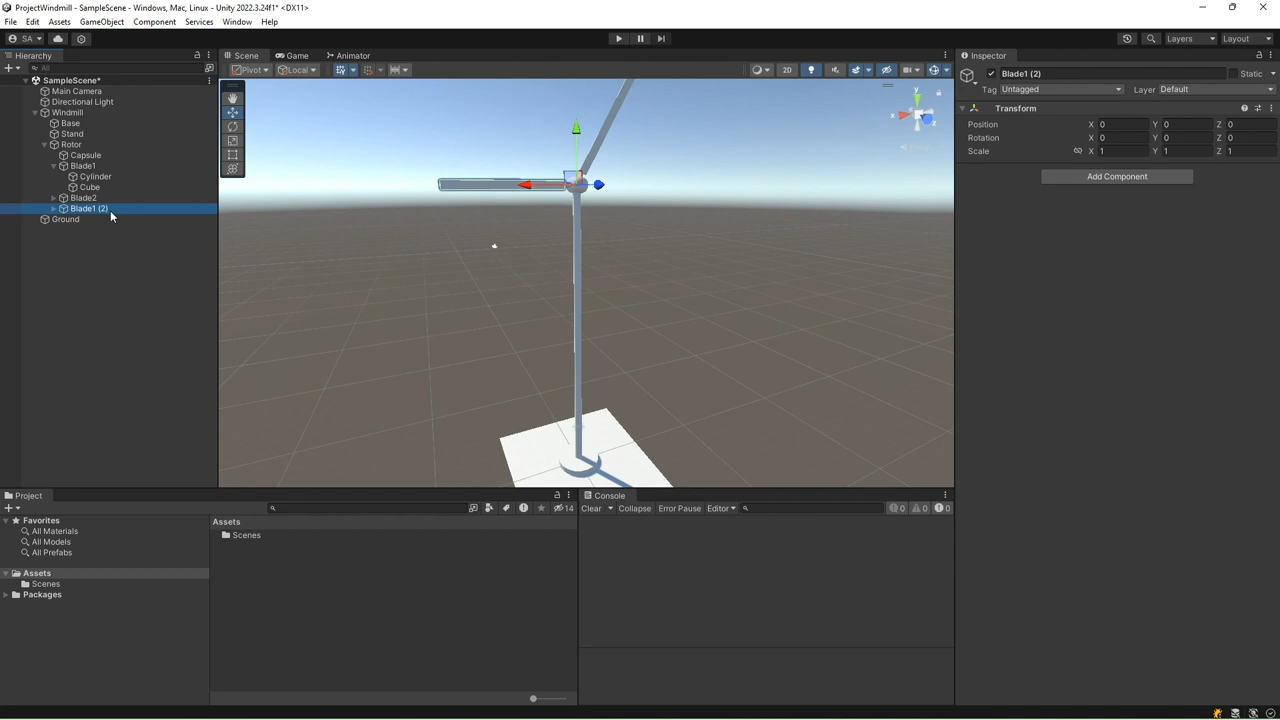 ProjectWindmill - SampleScene - Windows, Mac, Linux - Unity 2022.3.24f1* <DX11>
File Edit Assets GameObject Component Services Window Help
SA Layers Layout
Hierarchy Scene Game Animator Inspector
All Pivot Local 2D Blade1 (2) Static
SampleScene* Tag Untagged Layer Default
Main Camera
Directional Light Transform
Windmill
Base Position X 0 Y 0 Z 0
Stand Rotation X 0 Y 0 Z 0
Rotor Scale X 1 Y 1 Z 1
Capsule
Blade1
Cylinder Add Component
Cube
Blade2
Blade1 (2)
Ground
y
x
z
Project Console
Clear Collapse Error Pause Editor 0 0 0
14
Favorites Assets
All Materials Scenes
All Models
All Prefabs
Assets
Scenes
Packages